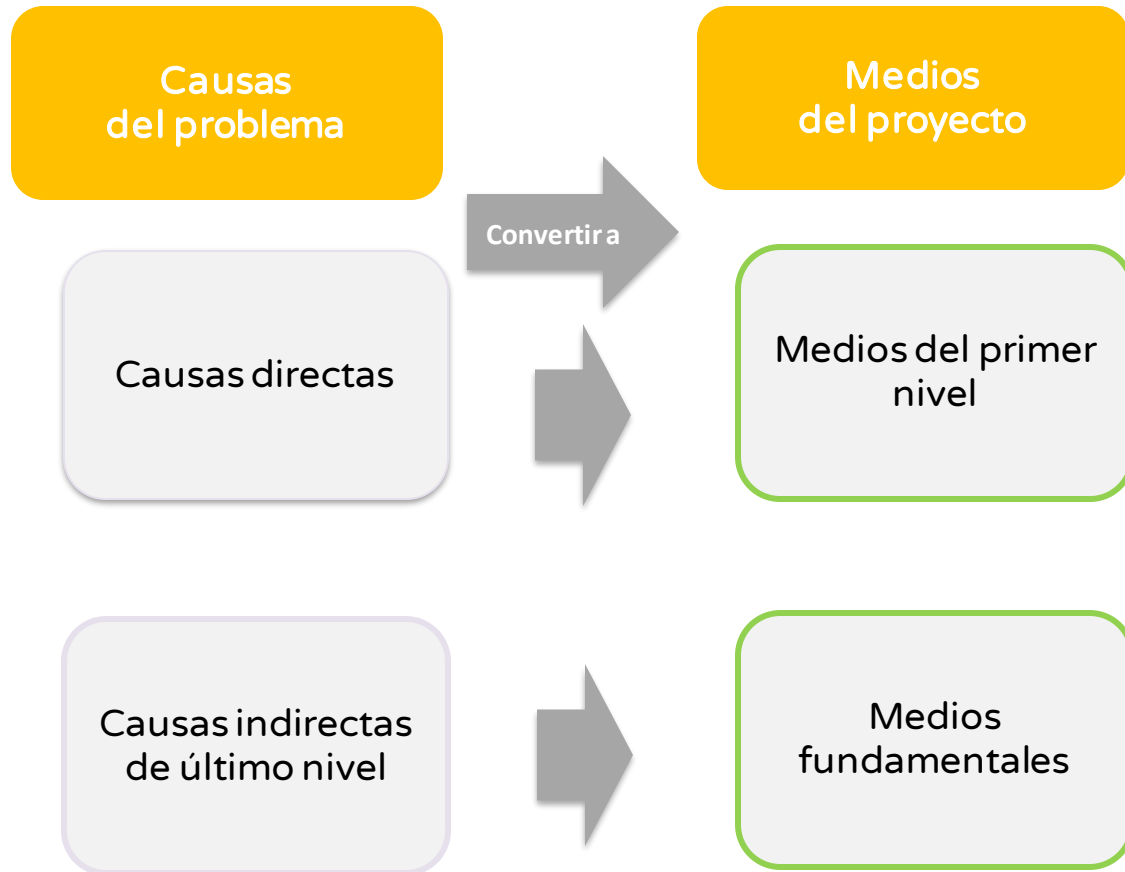 Causas
del problema
Medios
del proyecto
Convertir a
Causas directas
Medios del primer
nivel
Causas indirectas
de último nivel
Medios
fundamentales